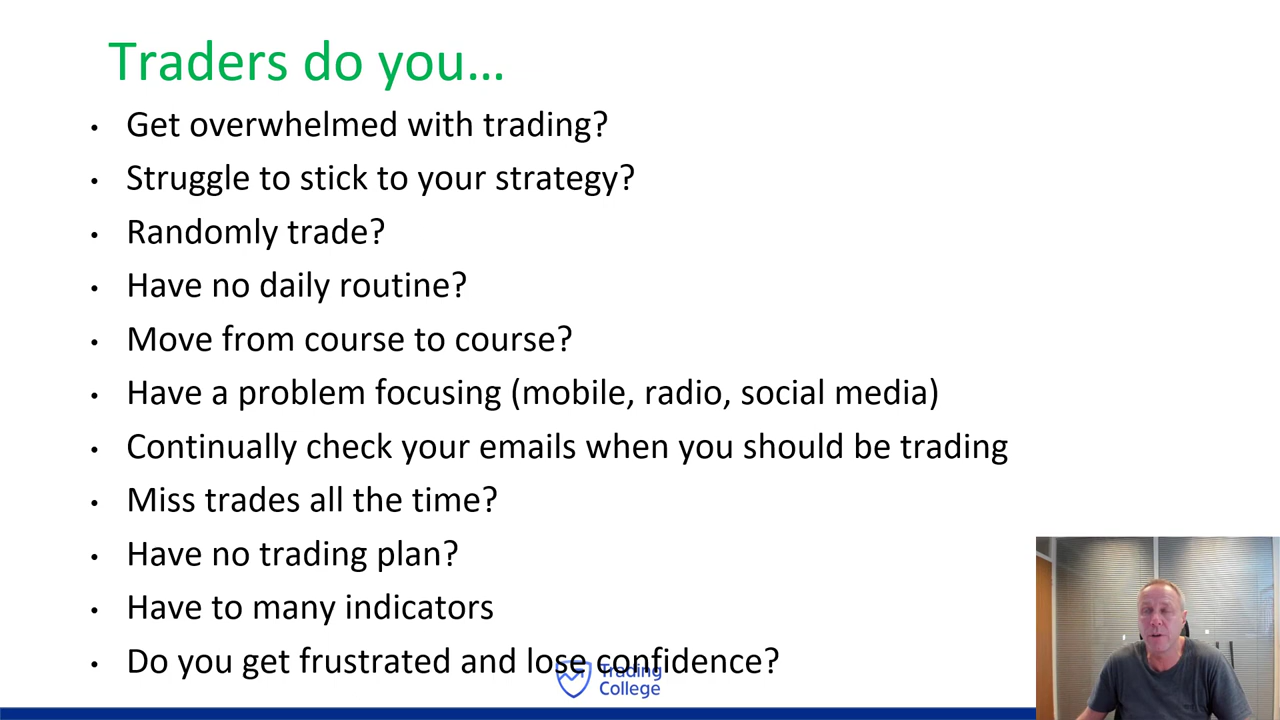 Traders do you...
• Get overwhelmed with trading?
• Struggle to stick to your strategy?
• Randomly trade?
• Have no daily routine?
• Move from course to course?
• Have a problem focusing (mobile, radio, social media)
• Continually check your emails when you should be trading
• Miss trades all the time?
• Have no trading plan?
• Have to many indicators
• Do you get frustrated and lose confidence?
Trading
College